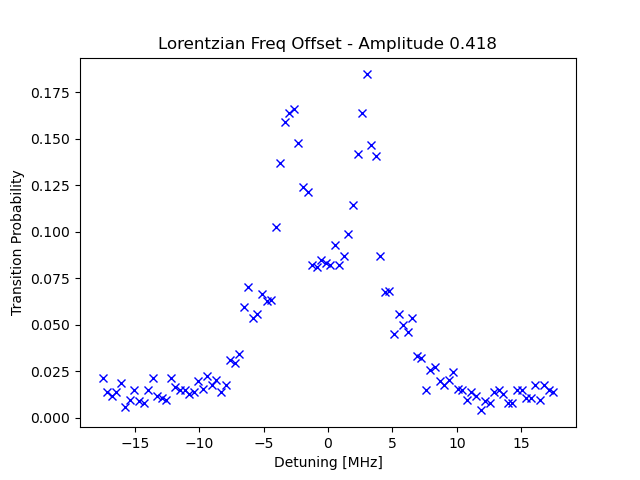 Lorentzian Freq Offset - Amplitude 0.418
0.175
0.150
0.125
0.100
0.075
0.050
0.025
0.000
Transition Probability
−15 −10 −5 0 5 10 15
Detuning [MHz]